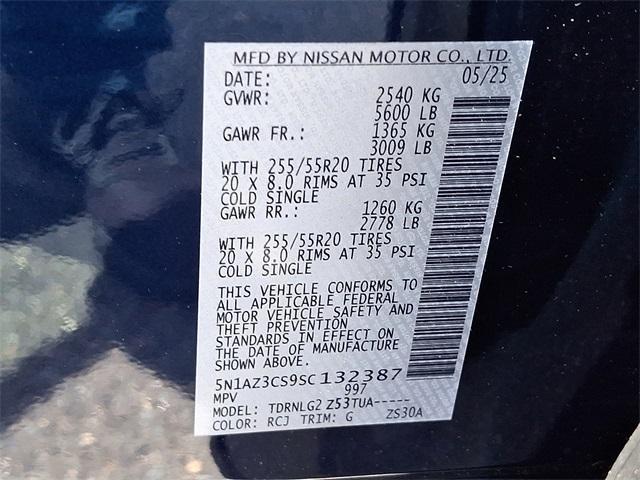 MFD BY NISSAN MOTOR CO., LTD.
DATE: 05/25
GVWR: 2540 KG
5600 LB
GAWR FR.: 1365 KG
3009 LB
WITH 255/55R20 TIRES
20 X 8.0 RIMS AT 35 PSI
COLD SINGLE
GAWR RR.: 1260 KG
2778 LB
WITH 255/55R20 TIRES
20 X 8.0 RIMS AT 35 PSI
COLD SINGLE
THIS VEHICLE CONFORMS TO
ALL APPLICABLE FEDERAL
MOTOR VEHICLE SAFETY AND
THEFT PREVENTION
STANDARDS IN EFFECT ON
THE DATE OF MANUFACTURE
SHOWN ABOVE.
5N1AZ3CS9SC132387
MPV 997
MODEL: TDRNLG2 Z53TUA-----
COLOR: RCJ TRIM: G ZS30A